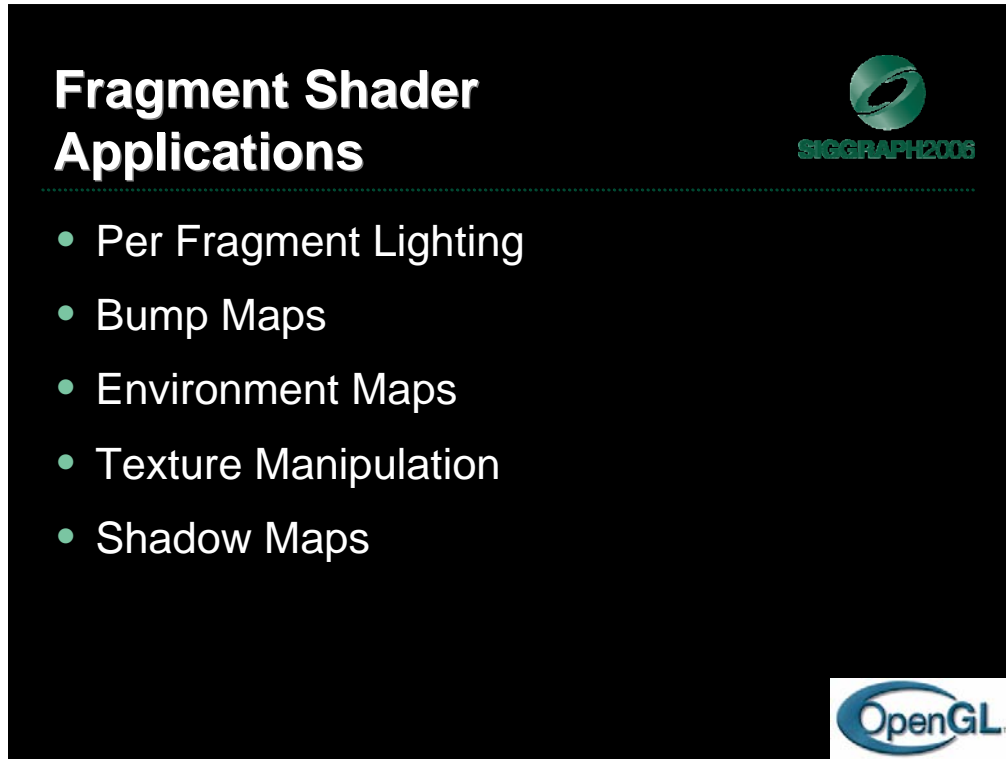 Fragment Shader
Applications
SIGGRAPH2006
• Per Fragment Lighting
• Bump Maps
• Environment Maps
• Texture Manipulation
• Shadow Maps
OpenGL.